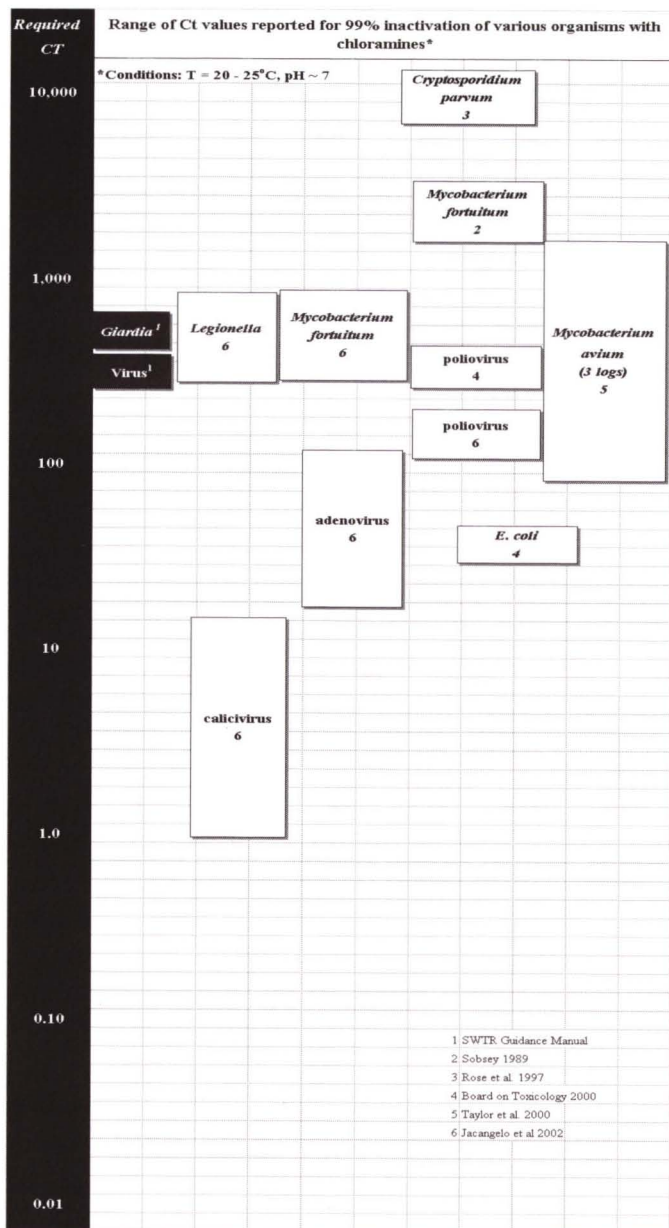 Required
CT
Range of Ct values reported for 99% inactivation of various organisms with
chloramines*
*Conditions: T = 20 - 25°C, pH ~ 7
10,000
Cryptosporidium
parvum
3
Mycobacterium
fortuitum
2
1,000
Giardia¹
Legionella
6
Mycobacterium
fortuitum
6
Mycobacterium
avium
(3 logs)
5
Virus¹
poliovirus
4
poliovirus
6
100
adenovirus
6
E. coli
4
10
calicivirus
6
1.0
0.10
1 SWTR Guidance Manual
2 Sobsey 1989
3 Rose et al. 1997
4 Board on Toxicology 2000
5 Taylor et al. 2000
6 Jacangelo et al 2002
0.01